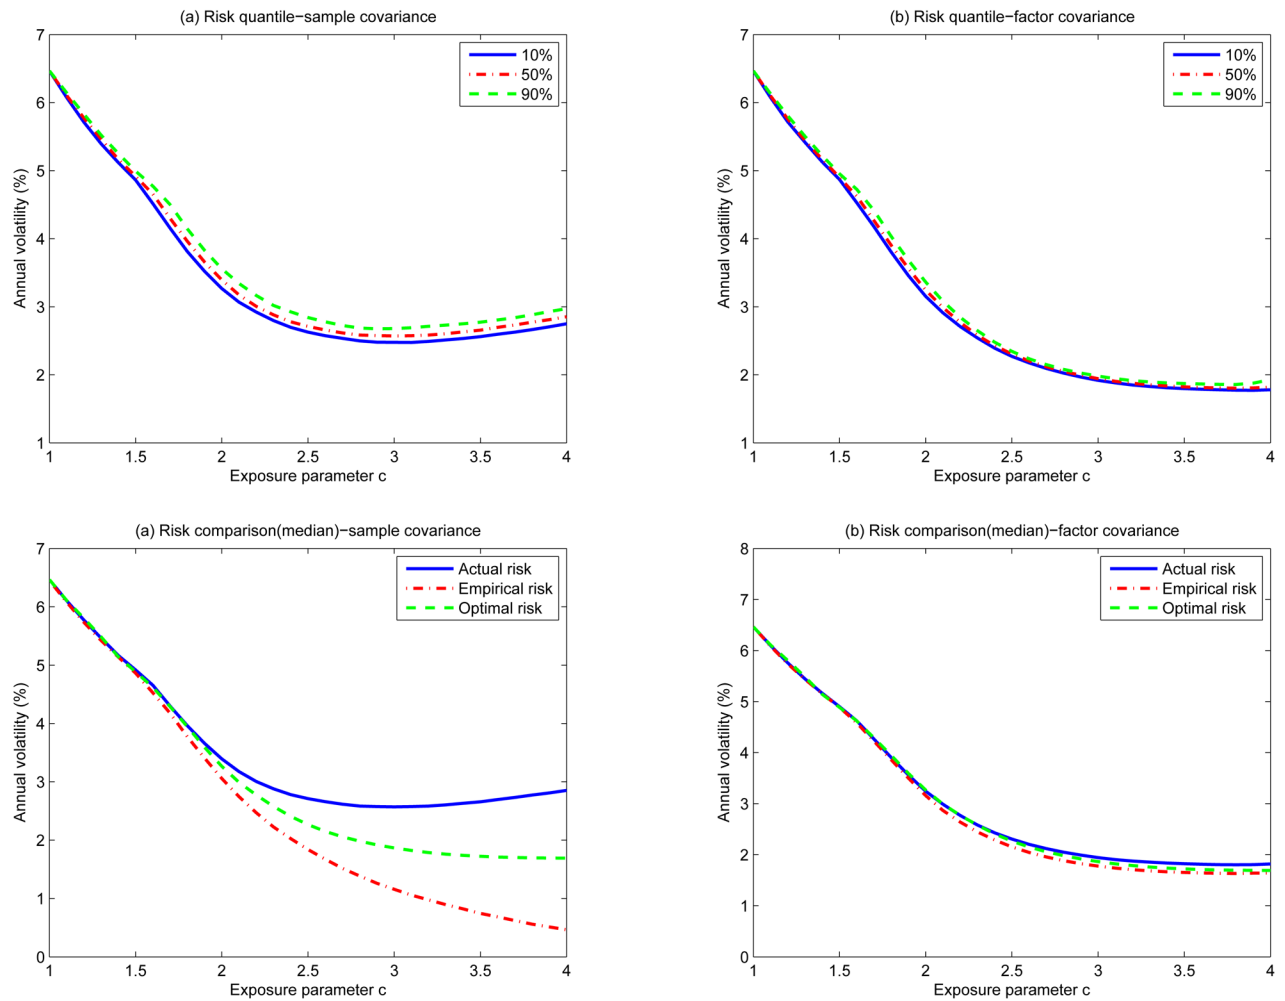 (a) Risk quantile−sample covariance
7
6
5
4
3
2
1
Annual volatility (%)
10%
50%
90%
1 1.5 2 2.5 3 3.5 4
Exposure parameter c
(b) Risk quantile−factor covariance
7
6
5
4
3
2
1
Annual volatility (%)
10%
50%
90%
1 1.5 2 2.5 3 3.5 4
Exposure parameter c
(a) Risk comparison(median)−sample covariance
7
6
5
4
3
2
1
0
Annual volatility (%)
Actual risk
Empirical risk
Optimal risk
1 1.5 2 2.5 3 3.5 4
Exposure parameter c
(b) Risk comparison(median)−factor covariance
8
7
6
5
4
3
2
1
0
Annual volatility (%)
Actual risk
Empirical risk
Optimal risk
1 1.5 2 2.5 3 3.5 4
Exposure parameter c